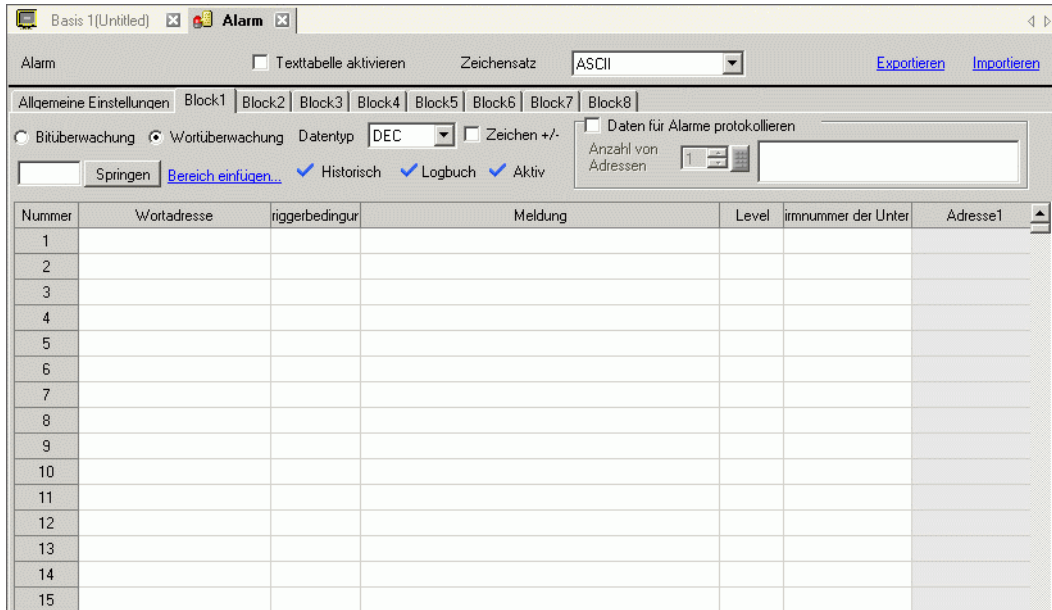 Basis 1(Untitled) Alarm
Alarm Texttabelle aktivieren Zeichensatz ASCII Exportieren Importieren
Allgemeine Einstellungen Block1 Block2 Block3 Block4 Block5 Block6 Block7 Block8
Bitüberwachung Wortüberwachung Datentyp DEC Zeichen +/- Daten für Alarme protokollieren
Anzahl von Adressen 1
Springen Bereich einfügen... Historisch Logbuch Aktiv
Nummer Wortadresse riggerbedingur Meldung Level irmnummer der Unter Adresse1
1
2
3
4
5
6
7
8
9
10
11
12
13
14
15